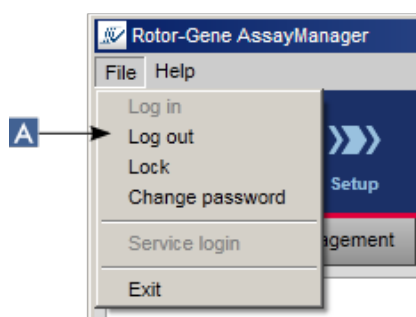 Rotor-Gene AssayManager
File Help
Log in
A Log out
Lock
Change password
Setup
Service login
agement
Exit